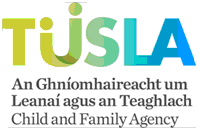 TUSLA
An Ghníomhaireacht um
Leanaí agus an Teaghlach
Child and Family Agency